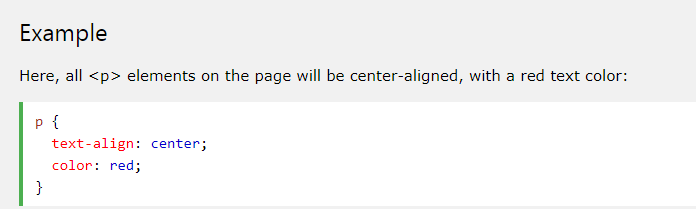 Example
Here, all <p> elements on the page will be center-aligned, with a red text color:
p {
  text-align: center;
  color: red;
}